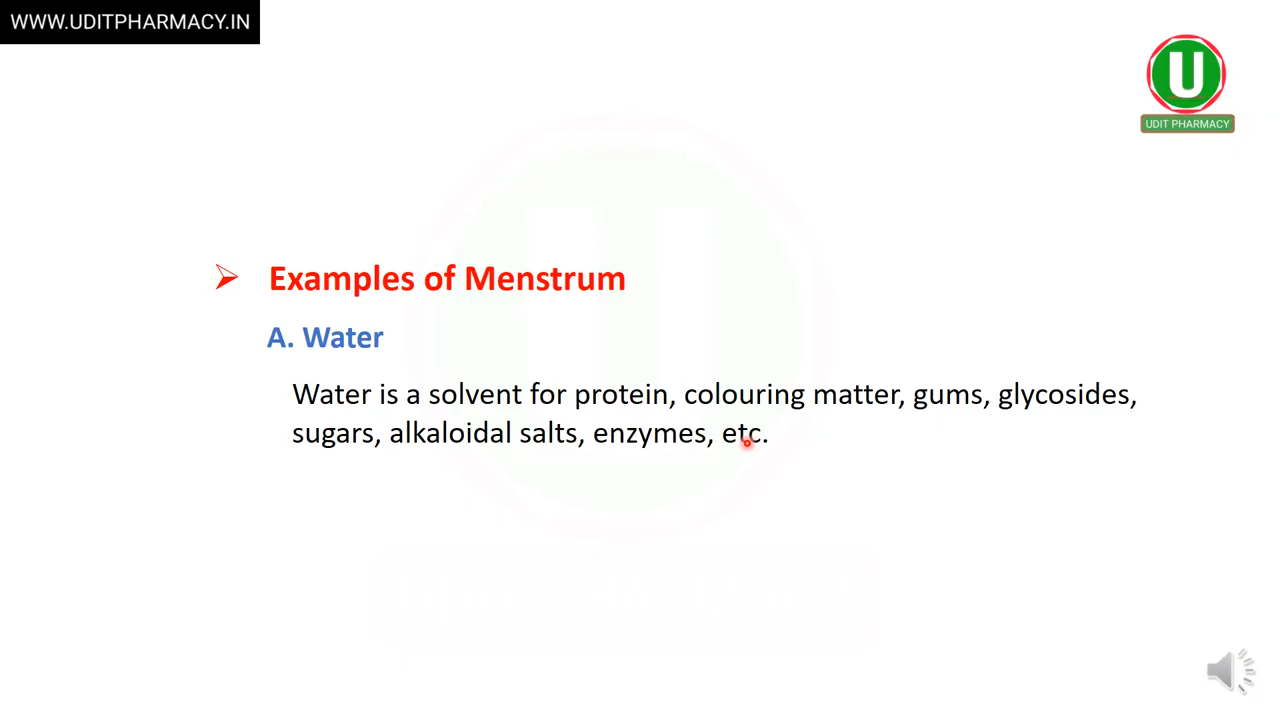 WWW.UDITPHARMACY.IN
U
UDIT PHARMACY
Examples of Menstrum
A. Water
Water is a solvent for protein, colouring matter, gums, glycosides,
sugars, alkaloidal salts, enzymes, etc.